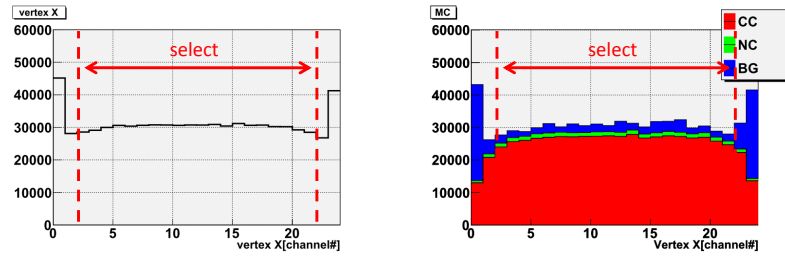 vertex X
60000
50000
40000
30000
20000
10000
0
0 5 10 15 20
vertex X[channel#]
select
MC
60000
50000
40000
30000
20000
10000
0
0 5 10 15 20
Vertex X[channel#]
select
CC
NC
BG